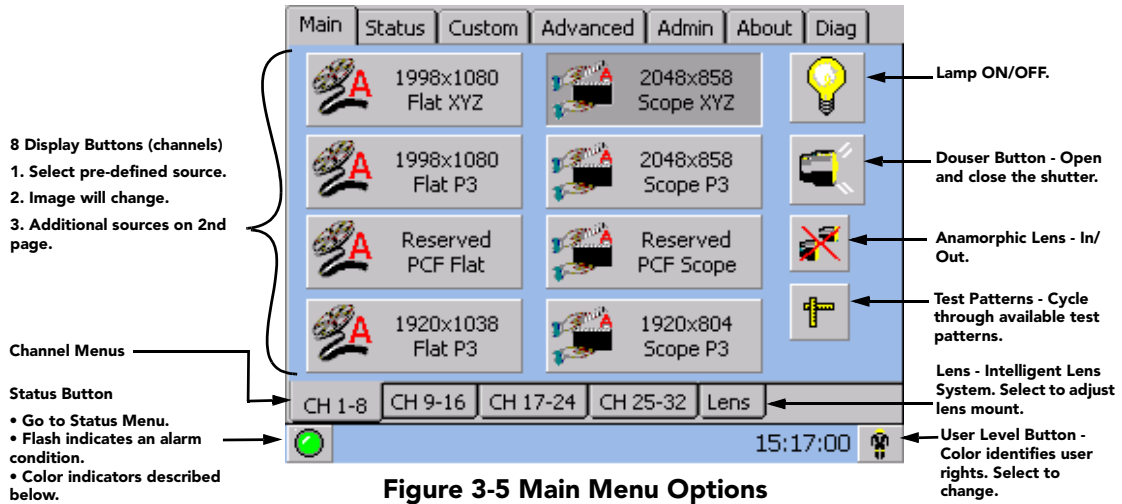 Main Status Custom Advanced Admin About Diag
A 1998x1080
Flat XYZ
A 2048x858
Scope XYZ
A 1998x1080
Flat P3
A 2048x858
Scope P3
A Reserved
PCF Flat
A Reserved
PCF Scope
A 1920x1038
Flat P3
A 1920x804
Scope P3
CH 1-8 CH 9-16 CH 17-24 CH 25-32 Lens
15:17:00
8 Display Buttons (channels)
1. Select pre-defined source.
2. Image will change.
3. Additional sources on 2nd
page.
Channel Menus
Status Button
• Go to Status Menu.
• Flash indicates an alarm
condition.
• Color indicators described
below.
Lamp ON/OFF.
Douser Button - Open
and close the shutter.
Anamorphic Lens - In/
Out.
Test Patterns - Cycle
through available test
patterns.
Lens - Intelligent Lens
System. Select to adjust
lens mount.
User Level Button -
Color identifies user
rights. Select to
change.
Figure 3-5 Main Menu Options